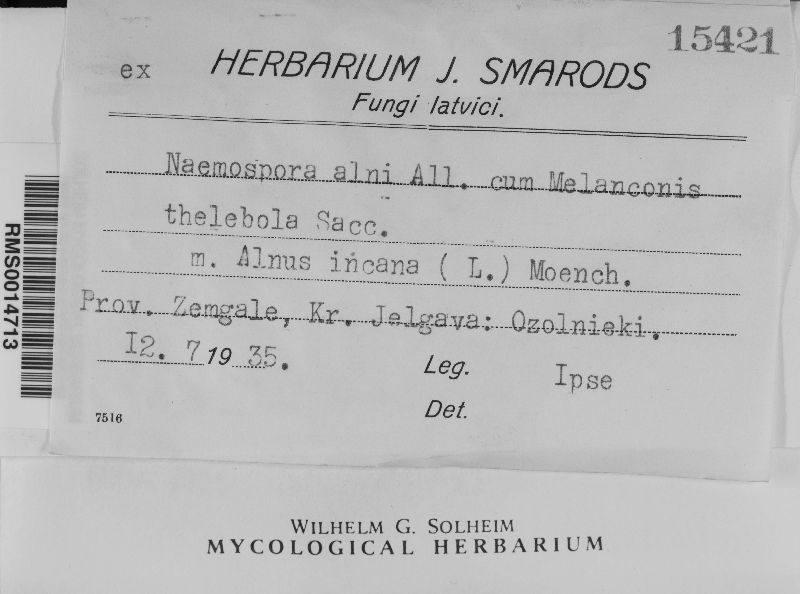 15421
ex HERBARIUM J. SMARODS
Fungi latvici.
Naemospora alni All. cum Melanconis
thelebola Sacc.
m. Alnus incana ( L.) Moench.
Prov. Zemgale, Kr. Jelgava: Ozolnieki.
I2. 7 19 35.
Leg. Ipse
Det.
7516
RMS0014713
WILHELM G. SOLHEIM
MYCOLOGICAL HERBARIUM